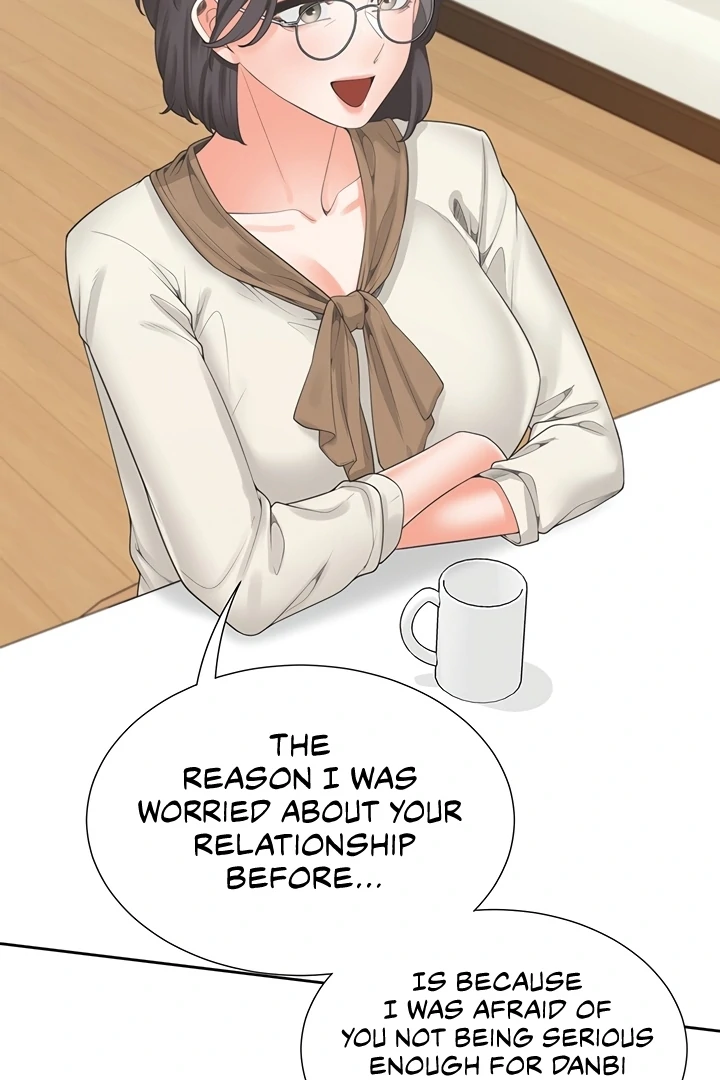 THE
REASON I WAS
WORRIED ABOUT YOUR
RELATIONSHIP
BEFORE...
IS BECAUSE
I WAS AFRAID OF
YOU NOT BEING SERIOUS
ENOUGH FOR DANBI